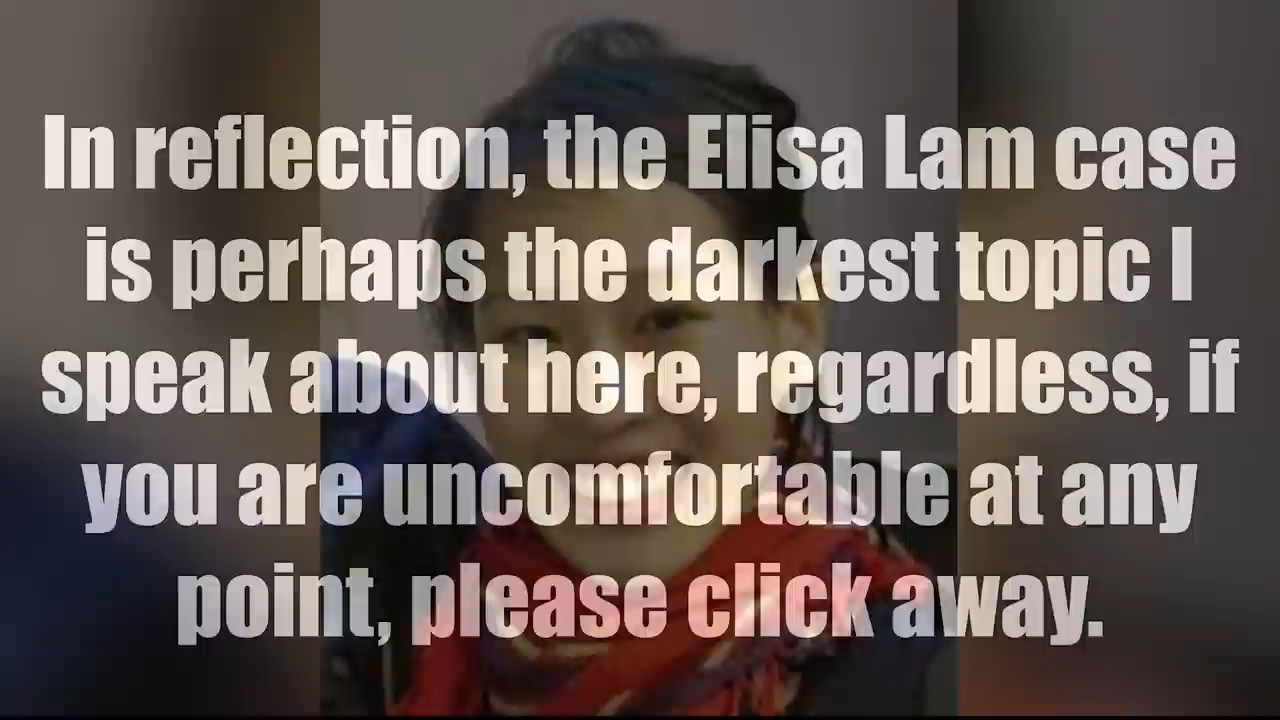 In reflection, the Elisa Lam case
is perhaps the darkest topic I
speak about here, regardless, if
you are uncomfortable at any
point, please click away.